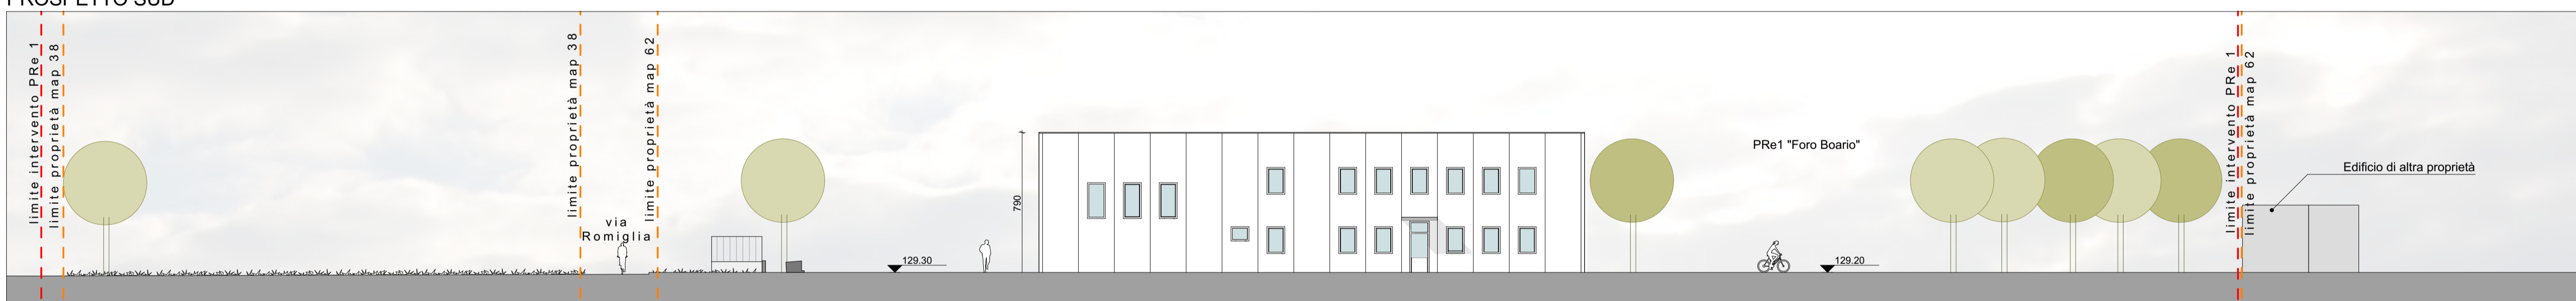 PROSPETTO SUD
limite intervento PRe 1
limite proprietà map 38
limite proprietà map 38
via
Romiglia
limite proprietà map 62
129.30
790
PRe1 "Foro Boario"
129.20
limite intervento PRe 1
limite proprietà map 62
Edificio di altra proprietà